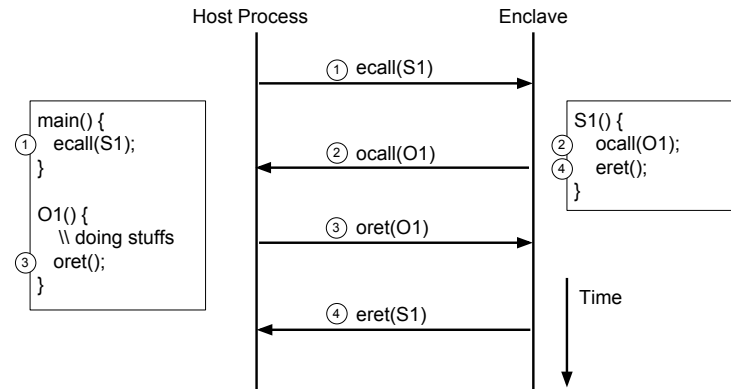 Host Process
Enclave
① ecall(S1)
main() {
① ecall(S1);
}
O1() {
\\ doing stuffs
③ oret();
}
② ocall(O1)
③ oret(O1)
④ eret(S1)
S1() {
② ocall(O1);
④ eret();
}
Time